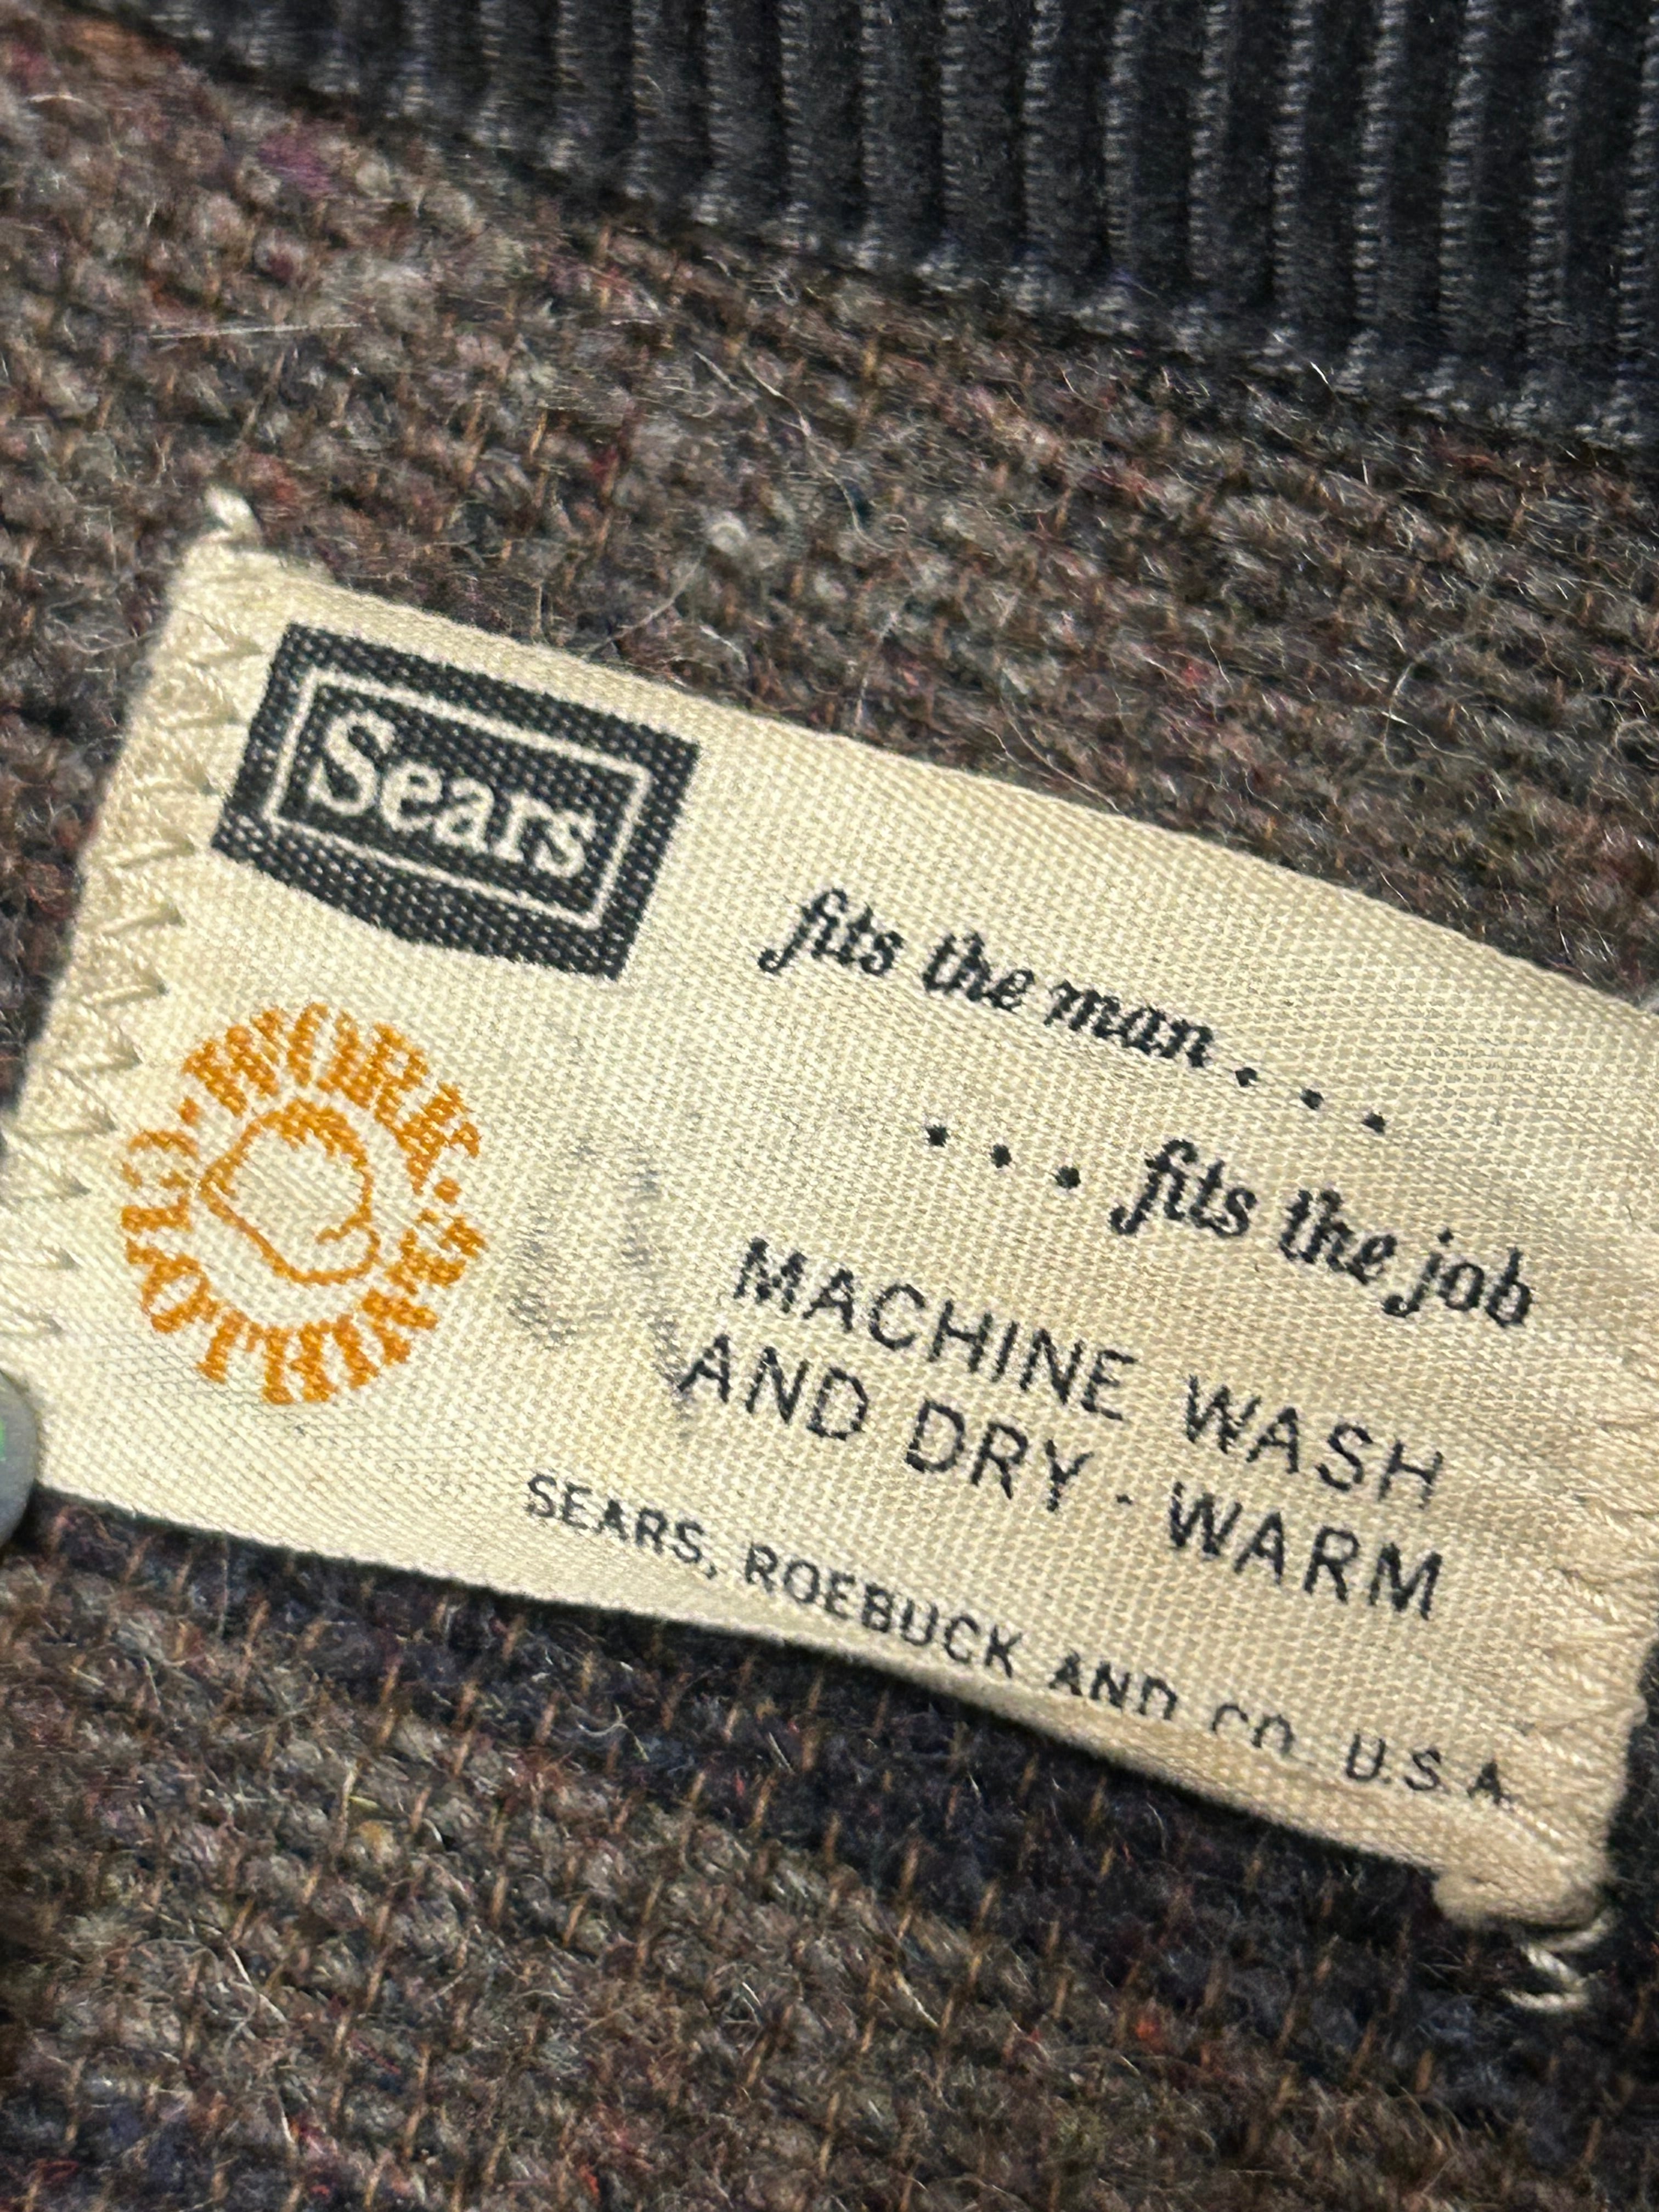 Sears
fits the man . . .
. . . fits the job
WORK · 'N · CLOTHING
MACHINE WASH
AND DRY - WARM
SEARS, ROEBUCK AND CO. U.S.A.